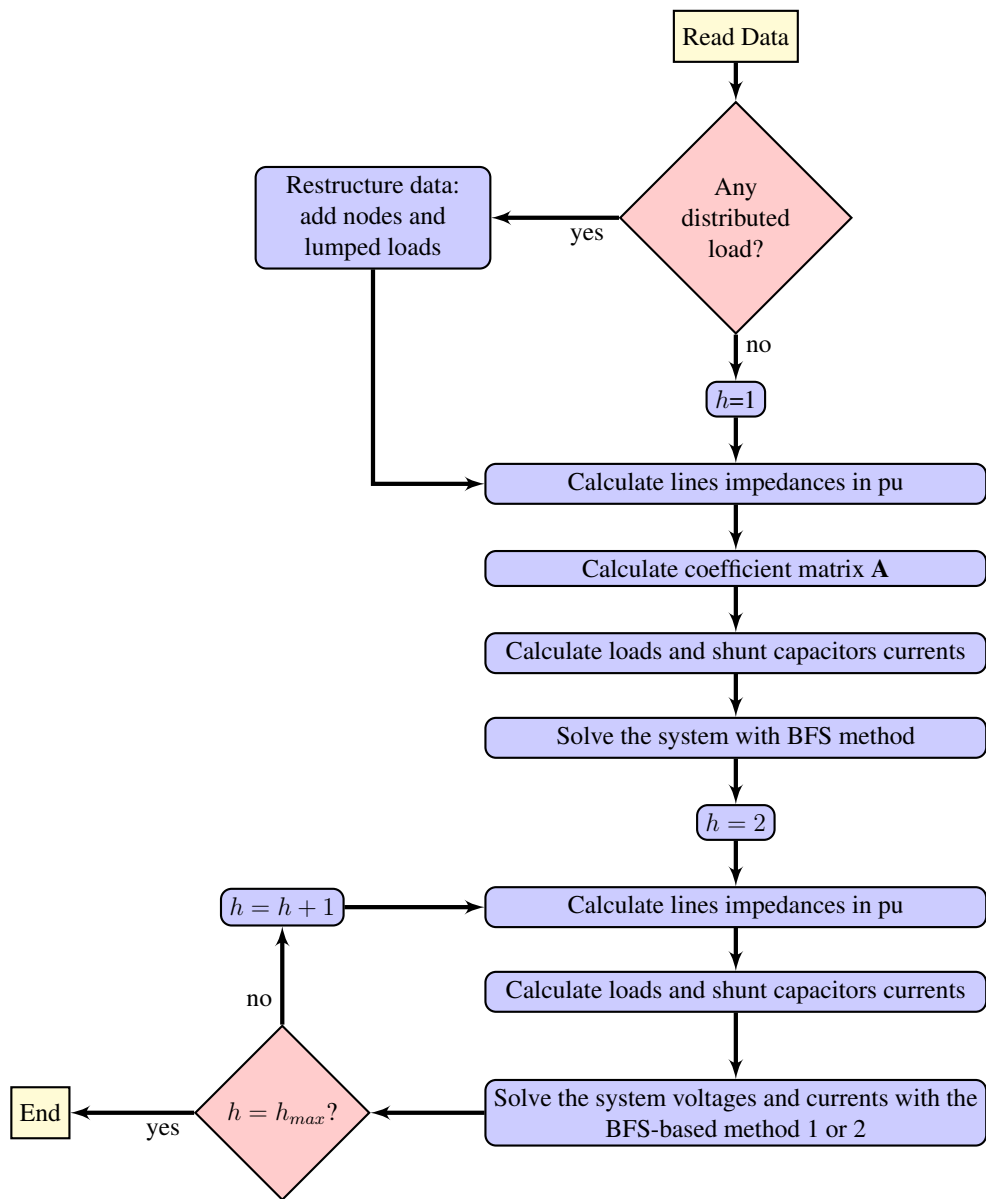 Read Data
Any
distributed
load?
yes
Restructure data:
add nodes and
lumped loads
no
h=1
Calculate lines impedances in pu
Calculate coefficient matrix A
Calculate loads and shunt capacitors currents
Solve the system with BFS method
h = 2
h = h + 1
Calculate lines impedances in pu
Calculate loads and shunt capacitors currents
no
Solve the system voltages and currents with the
BFS-based method 1 or 2
h = hmax?
yes
End